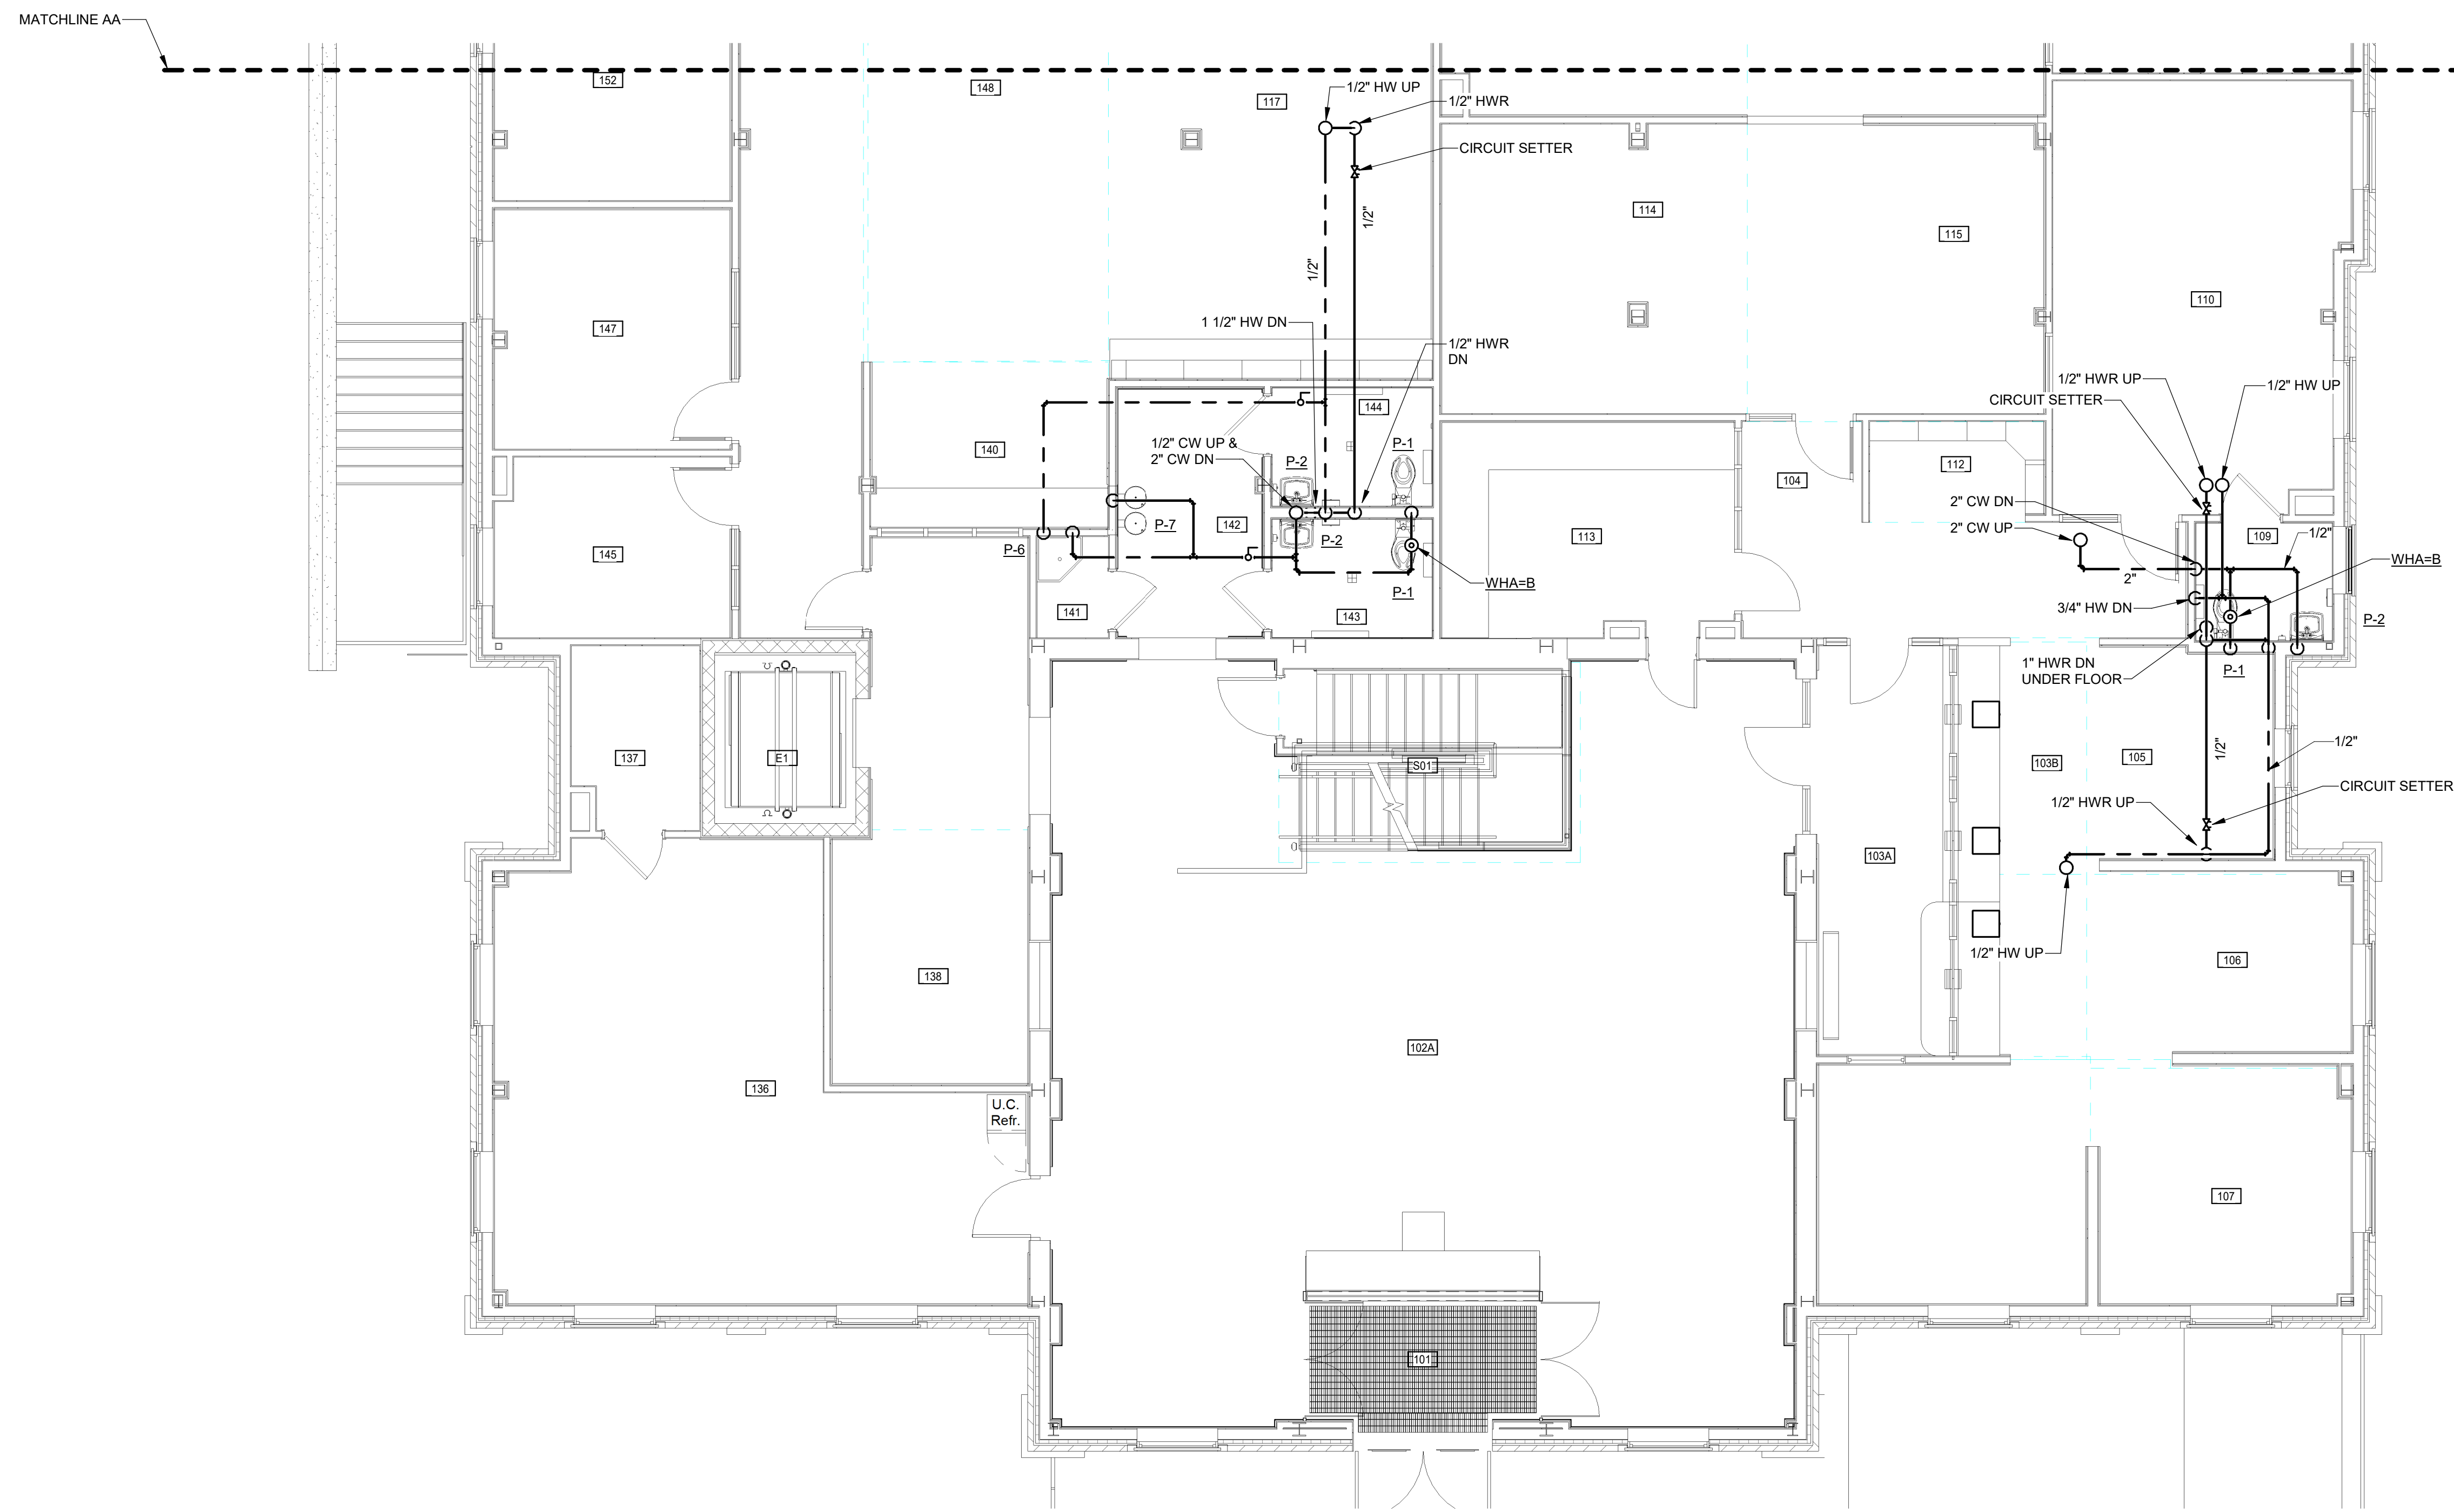 MATCHLINE AA
152
148
117
1/2" HW UP
1/2" HWR
CIRCUIT SETTER
1/2"
114
115
110
147
1/2"
1 1/2" HW DN
1/2" HWR
DN
1/2" HWR UP
1/2" HW UP
CIRCUIT SETTER
144
140
1/2" CW UP &
2" CW DN
P-2
P-1
112
104
2" CW DN
2" CW UP
P-7
142
P-2
113
109
1/2"
145
P-6
WHA=B
WHA=B
2"
P-1
141
143
3/4" HW DN
P-2
1" HWR DN
UNDER FLOOR
P-1
137
E1
S01
103B
105
1/2"
1/2"
CIRCUIT SETTER
1/2" HWR UP
103A
1/2" HW UP
106
138
102A
136
U.C.
Refr.
107
101